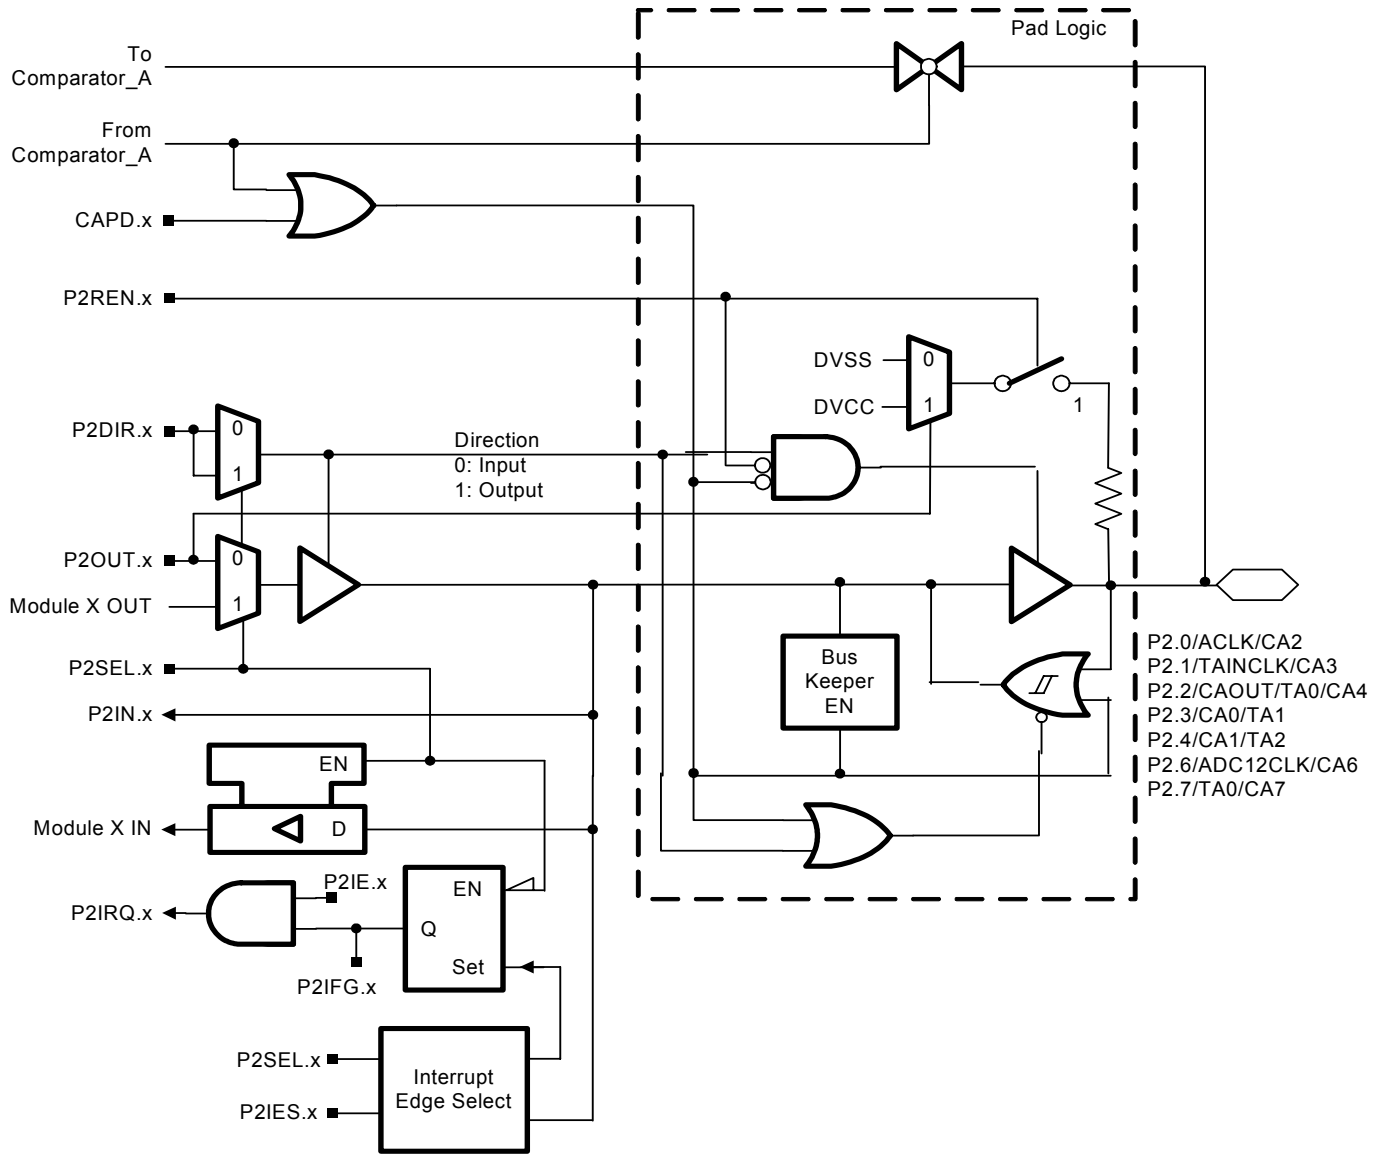 Pad Logic
To
Comparator_A
From
Comparator_A
CAPD.x
P2REN.x
DVSS
0
DVCC
1
1
P2DIR.x
0
1
Direction
0: Input
1: Output
P2OUT.x
0
Module X OUT
1
P2SEL.x
P2IN.x
Bus
Keeper
EN
P2.0/ACLK/CA2
P2.1/TAINCLK/CA3
P2.2/CAOUT/TA0/CA4
P2.3/CA0/TA1
P2.4/CA1/TA2
P2.6/ADC12CLK/CA6
P2.7/TA0/CA7
EN
Module X IN
D
P2IE.x
EN
P2IRQ.x
Q
Set
P2IFG.x
P2SEL.x
P2IES.x
Interrupt
Edge Select